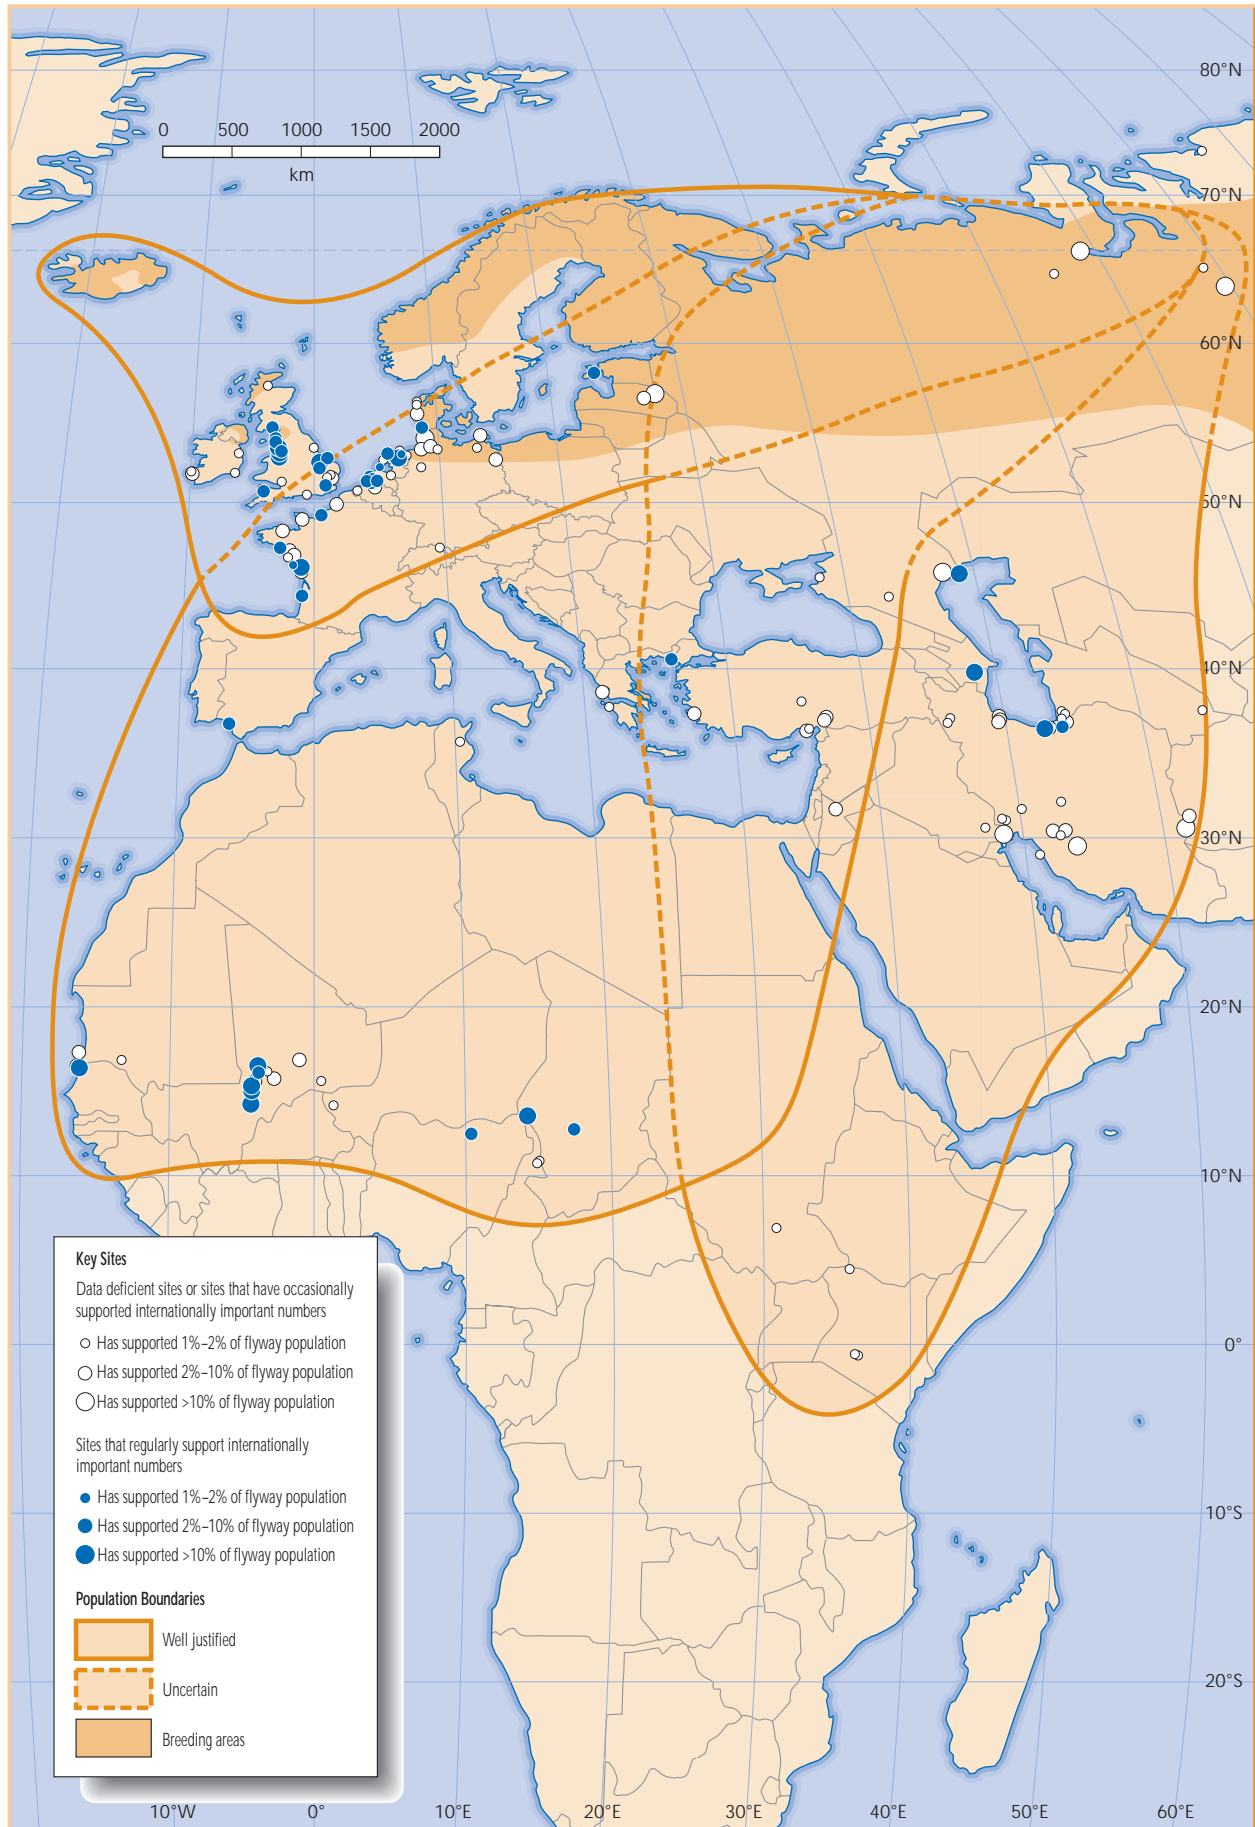 80°N
0 500 1000 1500 2000
km
70°N
60°N
50°N
40°N
30°N
20°N
10°N
Key Sites
Data deficient sites or sites that have occasionally
supported internationally important numbers
Has supported 1%–2% of flyway population
Has supported 2%–10% of flyway population
Has supported >10% of flyway population
0°
Sites that regularly support internationally
important numbers
Has supported 1%–2% of flyway population
Has supported 2%–10% of flyway population
Has supported >10% of flyway population
10°S
Population Boundaries
Well justified
Uncertain
Breeding areas
20°S
10°W 0° 10°E 20°E 30°E 40°E 50°E 60°E